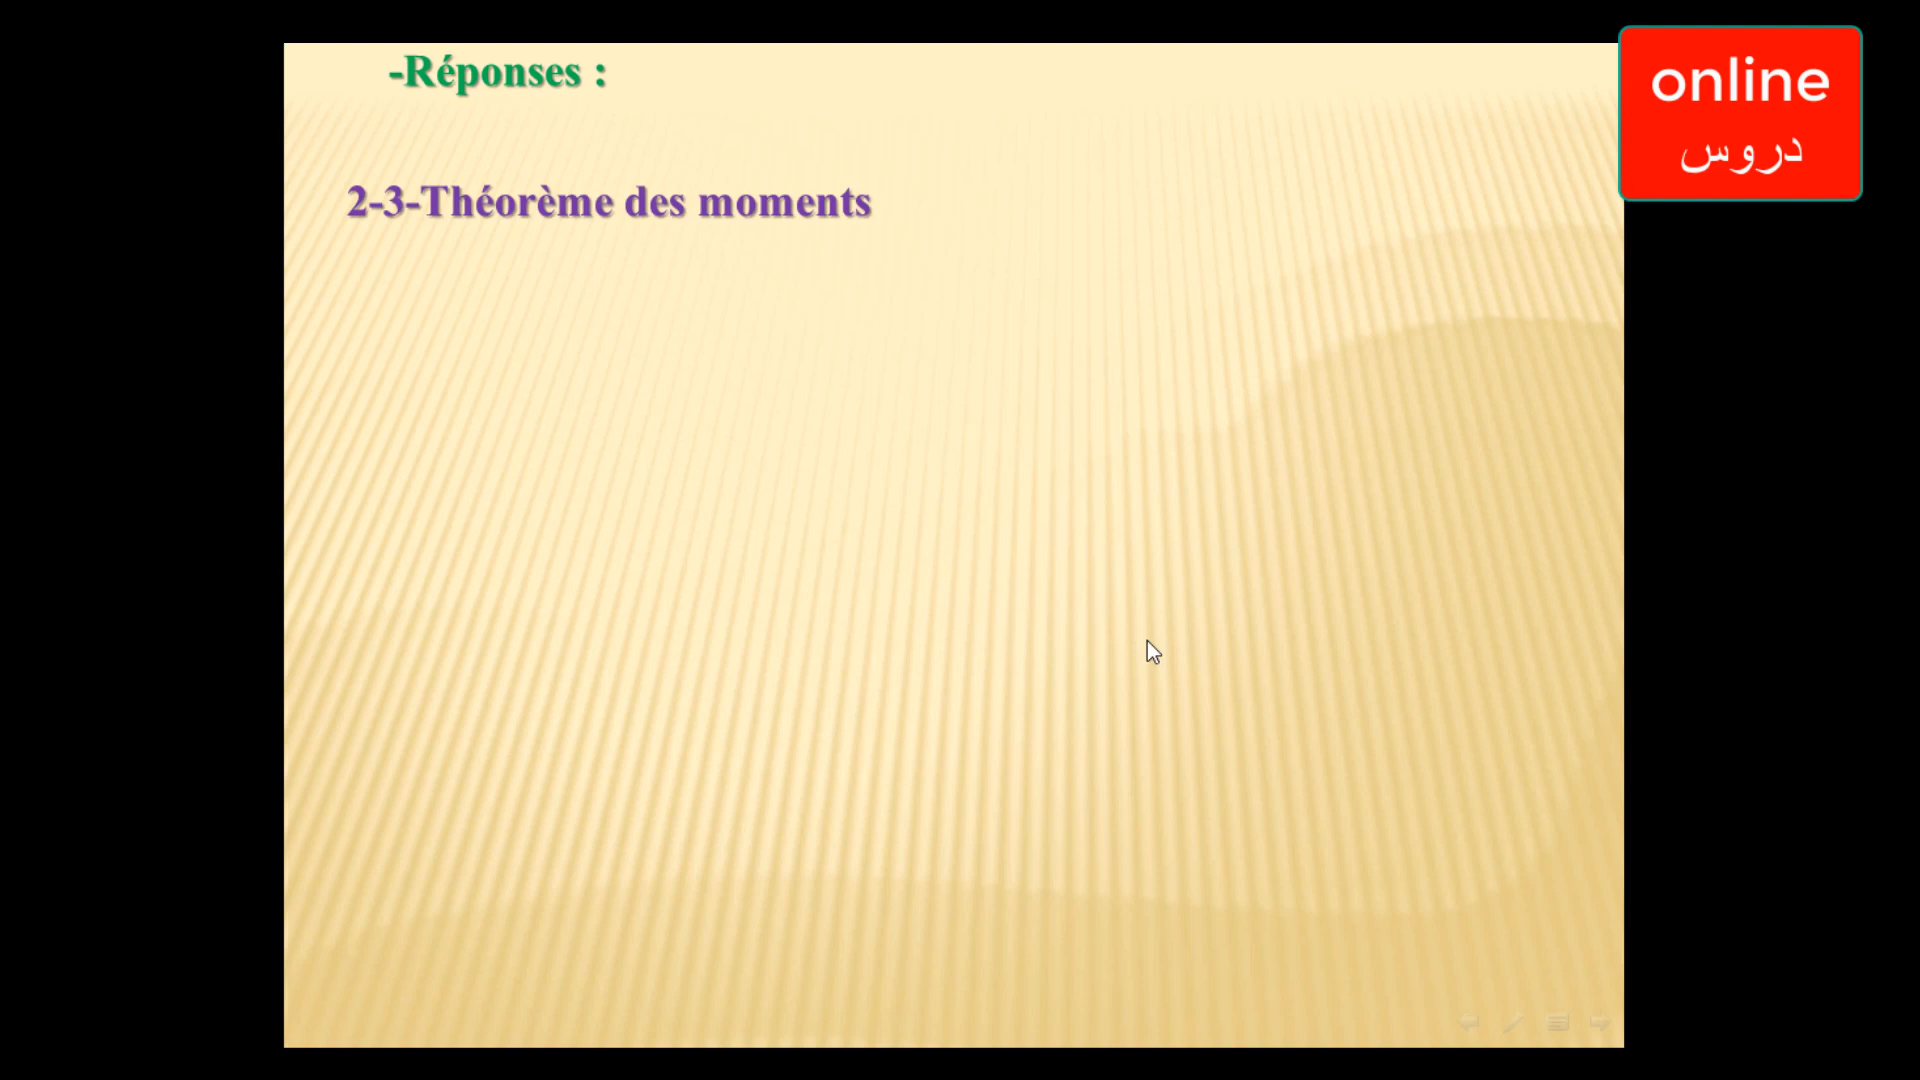 -Réponses :
online
دروس
2-3-Théorème des moments